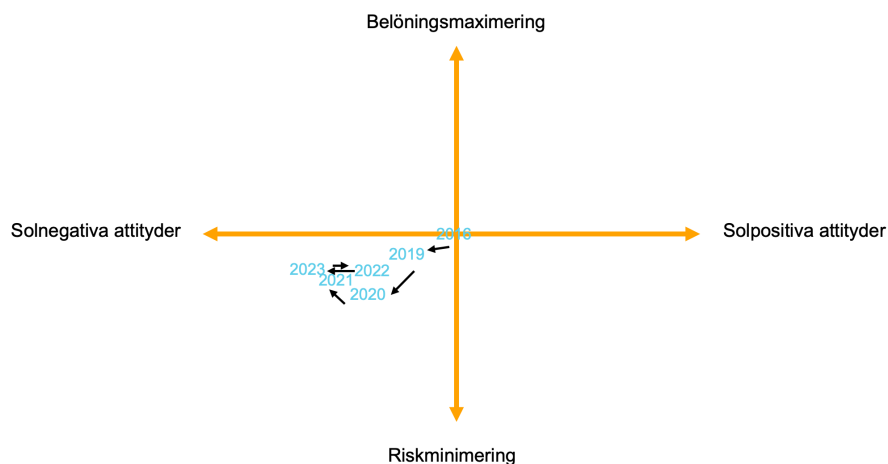 Belöningsmaximering
Solnegativa attityder
2016
Solpositiva attityder
2019
2023
2022
2021
2020
Riskminimering